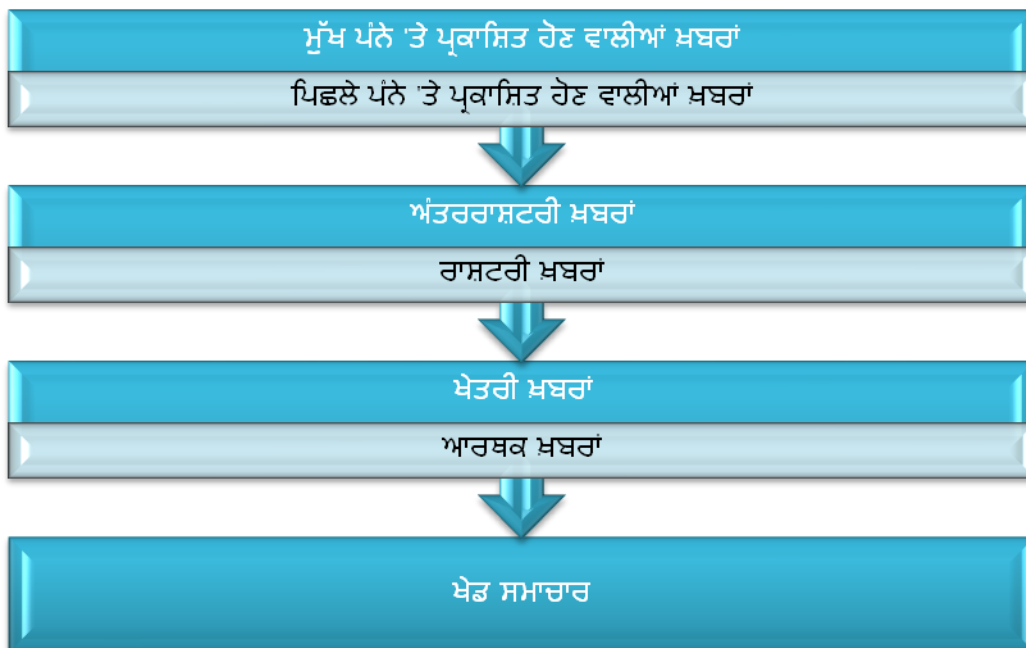 ਮੁੱਖ ਪੰਨੇ 'ਤੇ ਪ੍ਰਕਾਸ਼ਿਤ ਹੋਣ ਵਾਲੀਆਂ ਖ਼ਬਰਾਂ
ਪਿਛਲੇ ਪੰਨੇ 'ਤੇ ਪ੍ਰਕਾਸ਼ਿਤ ਹੋਣ ਵਾਲੀਆਂ ਖ਼ਬਰਾਂ
ਅੰਤਰਰਾਸ਼ਟਰੀ ਖ਼ਬਰਾਂ
ਰਾਸ਼ਟਰੀ ਖ਼ਬਰਾਂ
ਖੇਤਰੀ ਖ਼ਬਰਾਂ
ਆਰਥਕ ਖ਼ਬਰਾਂ
ਖੇਡ ਸਮਾਚਾਰ